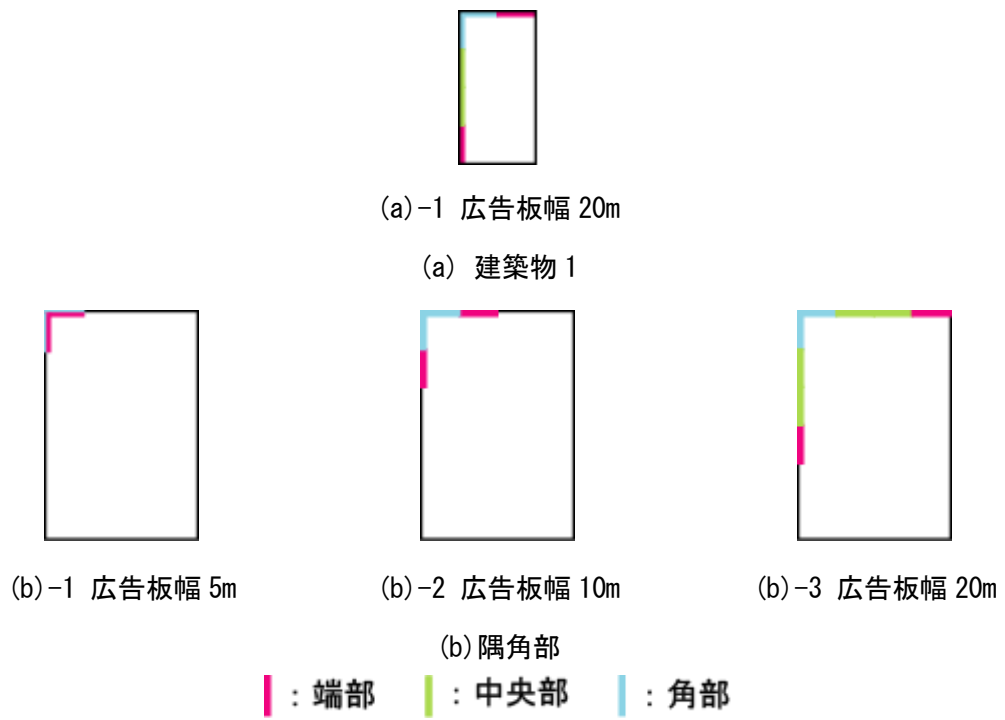 (a)-1 広告板幅 20m
(a) 建築物 1
(b)-1 広告板幅 5m
(b)-2 広告板幅 10m
(b)-3 広告板幅 20m
(b)隅角部
：端部 ：中央部 ：角部